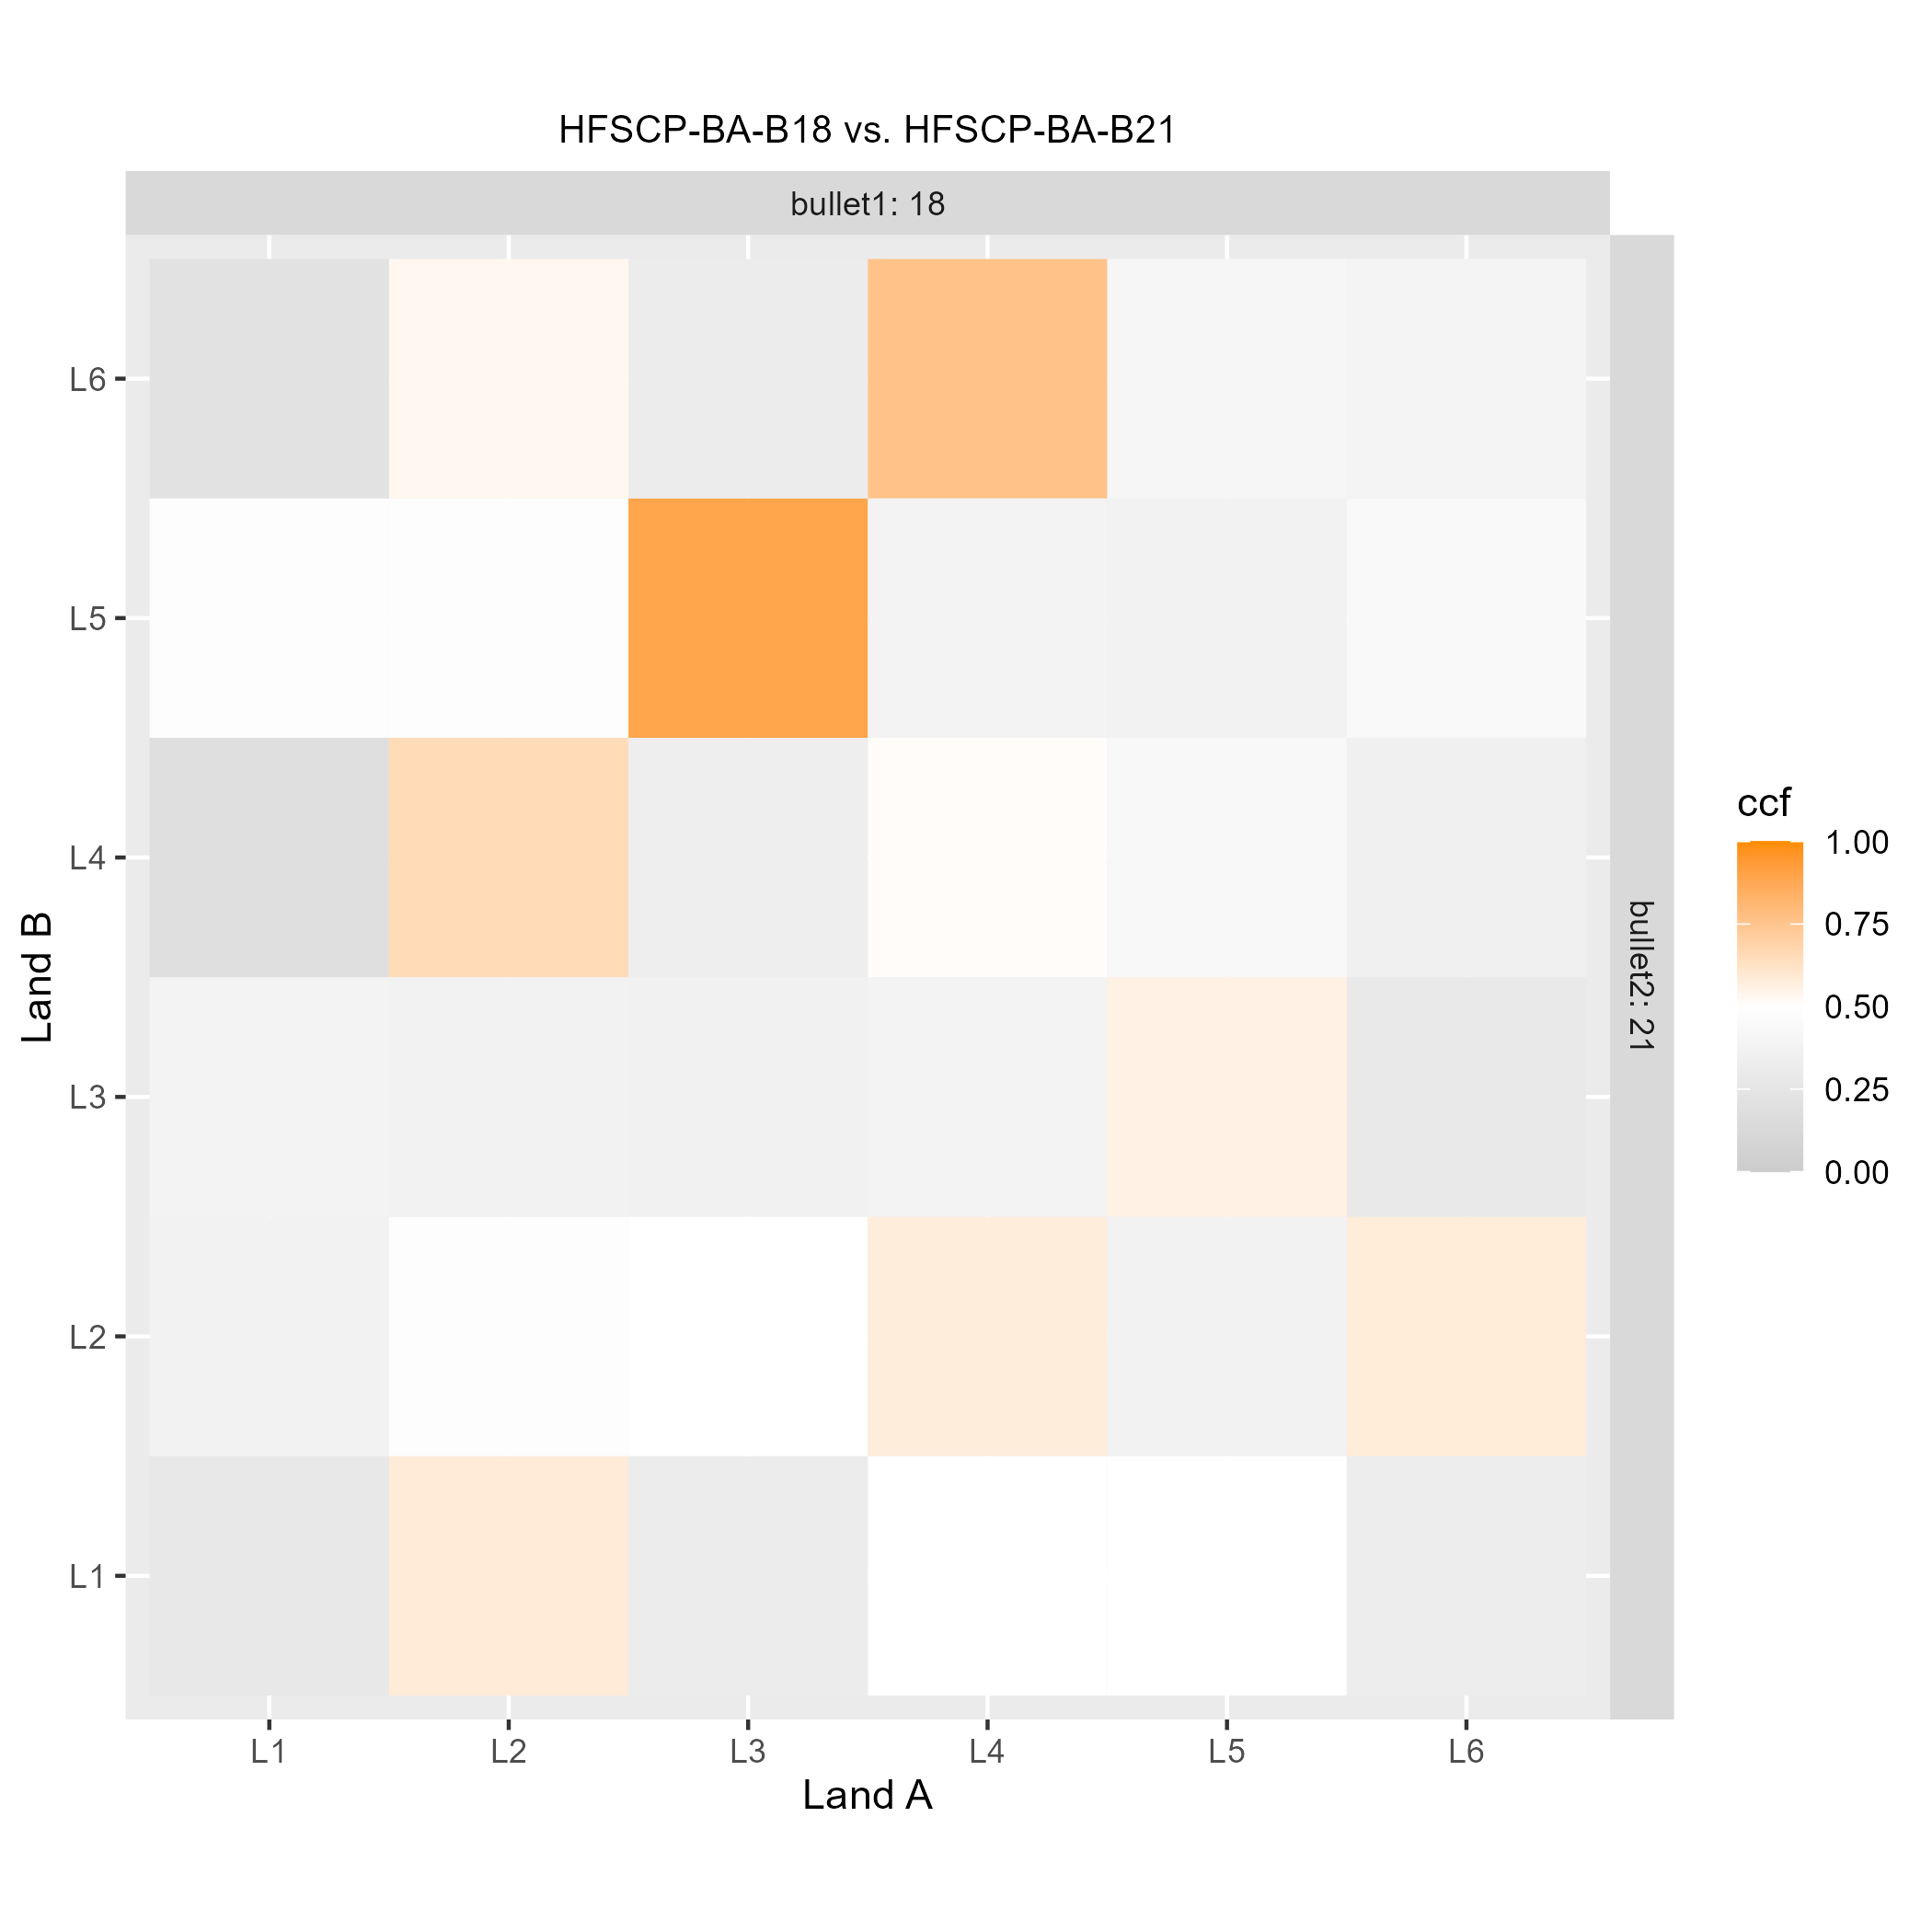 HFSCP-BA-B18 vs. HFSCP-BA-B21
bullet1: 18
bullet2: 21
Land B
L6
L5
L4
L3
L2
L1
L1 L2 L3 L4 L5 L6
Land A
ccf
1.00
0.75
0.50
0.25
0.00